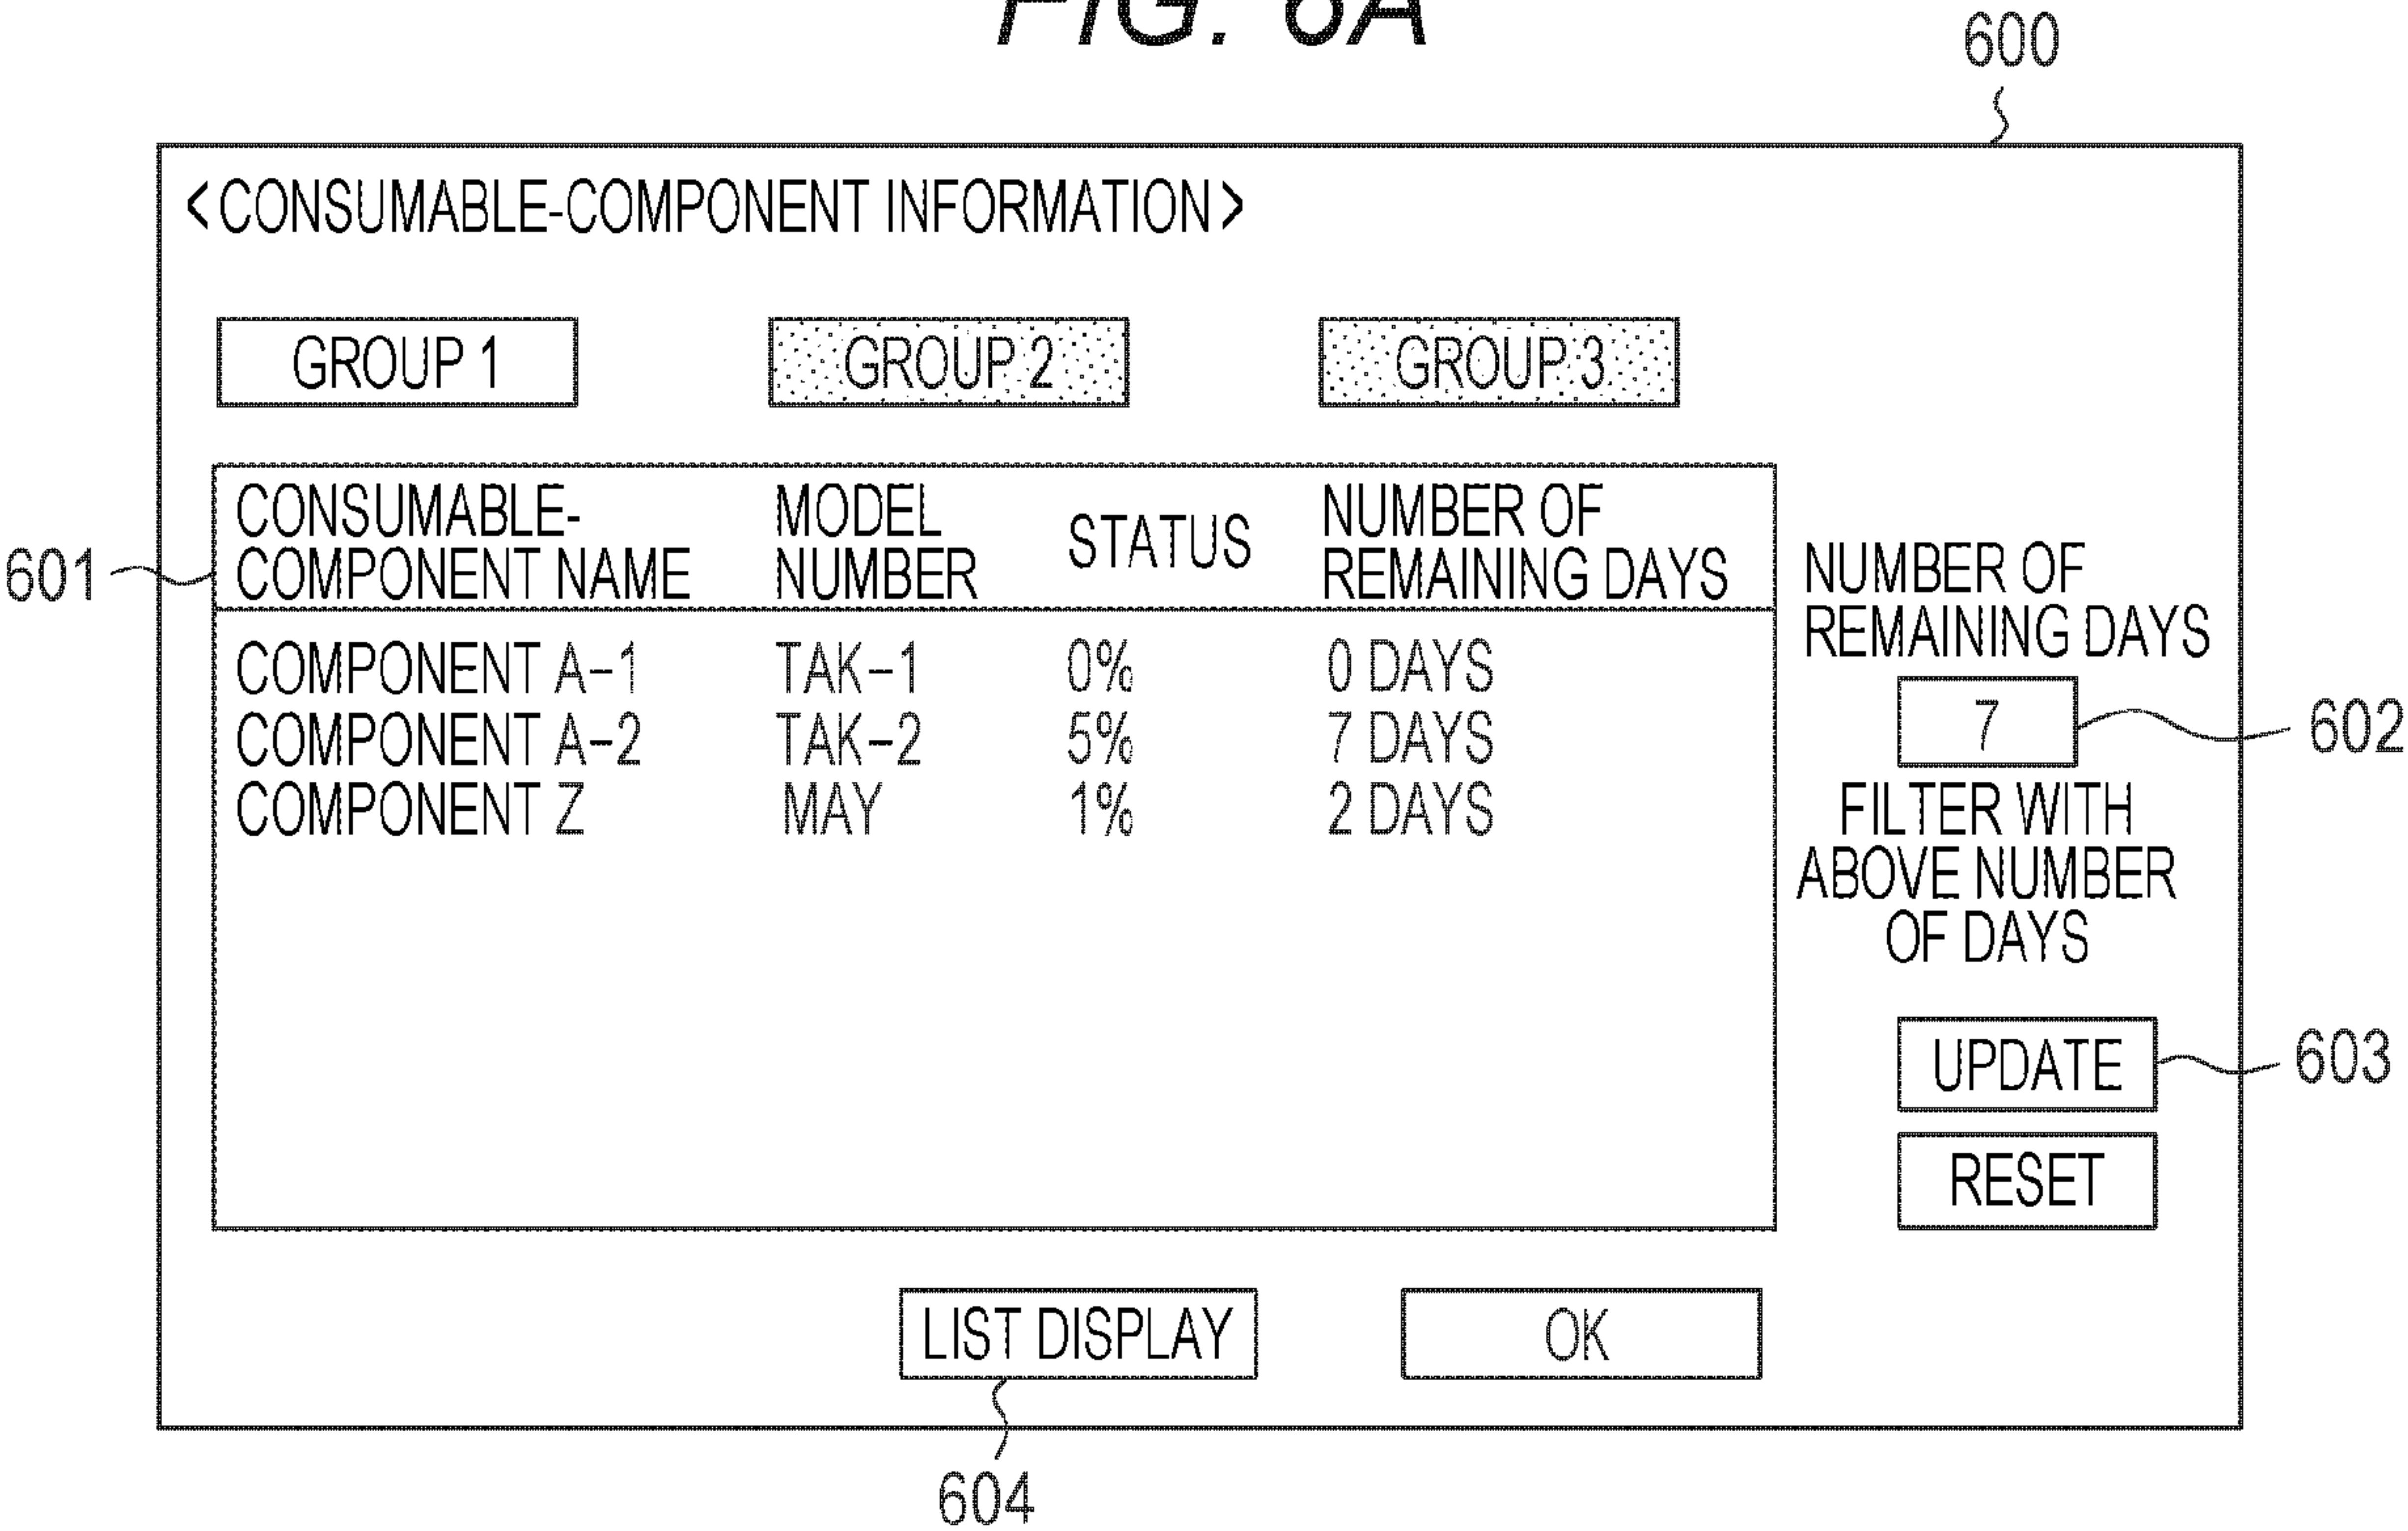 FIG. 6A
600
<CONSUMABLE-COMPONENT INFORMATION>
GROUP 1 GROUP 2 GROUP 3
CONSUMABLE-COMPONENT NAME MODEL NUMBER STATUS NUMBER OF REMAINING DAYS
601
COMPONENT A-1 TAK-1 0% 0 DAYS
COMPONENT A-2 TAK-2 5% 7 DAYS
COMPONENT Z MAY 1% 2 DAYS
NUMBER OF
REMAINING DAYS
7
602
FILTER WITH
ABOVE NUMBER
OF DAYS
UPDATE
603
RESET
LIST DISPLAY OK
604